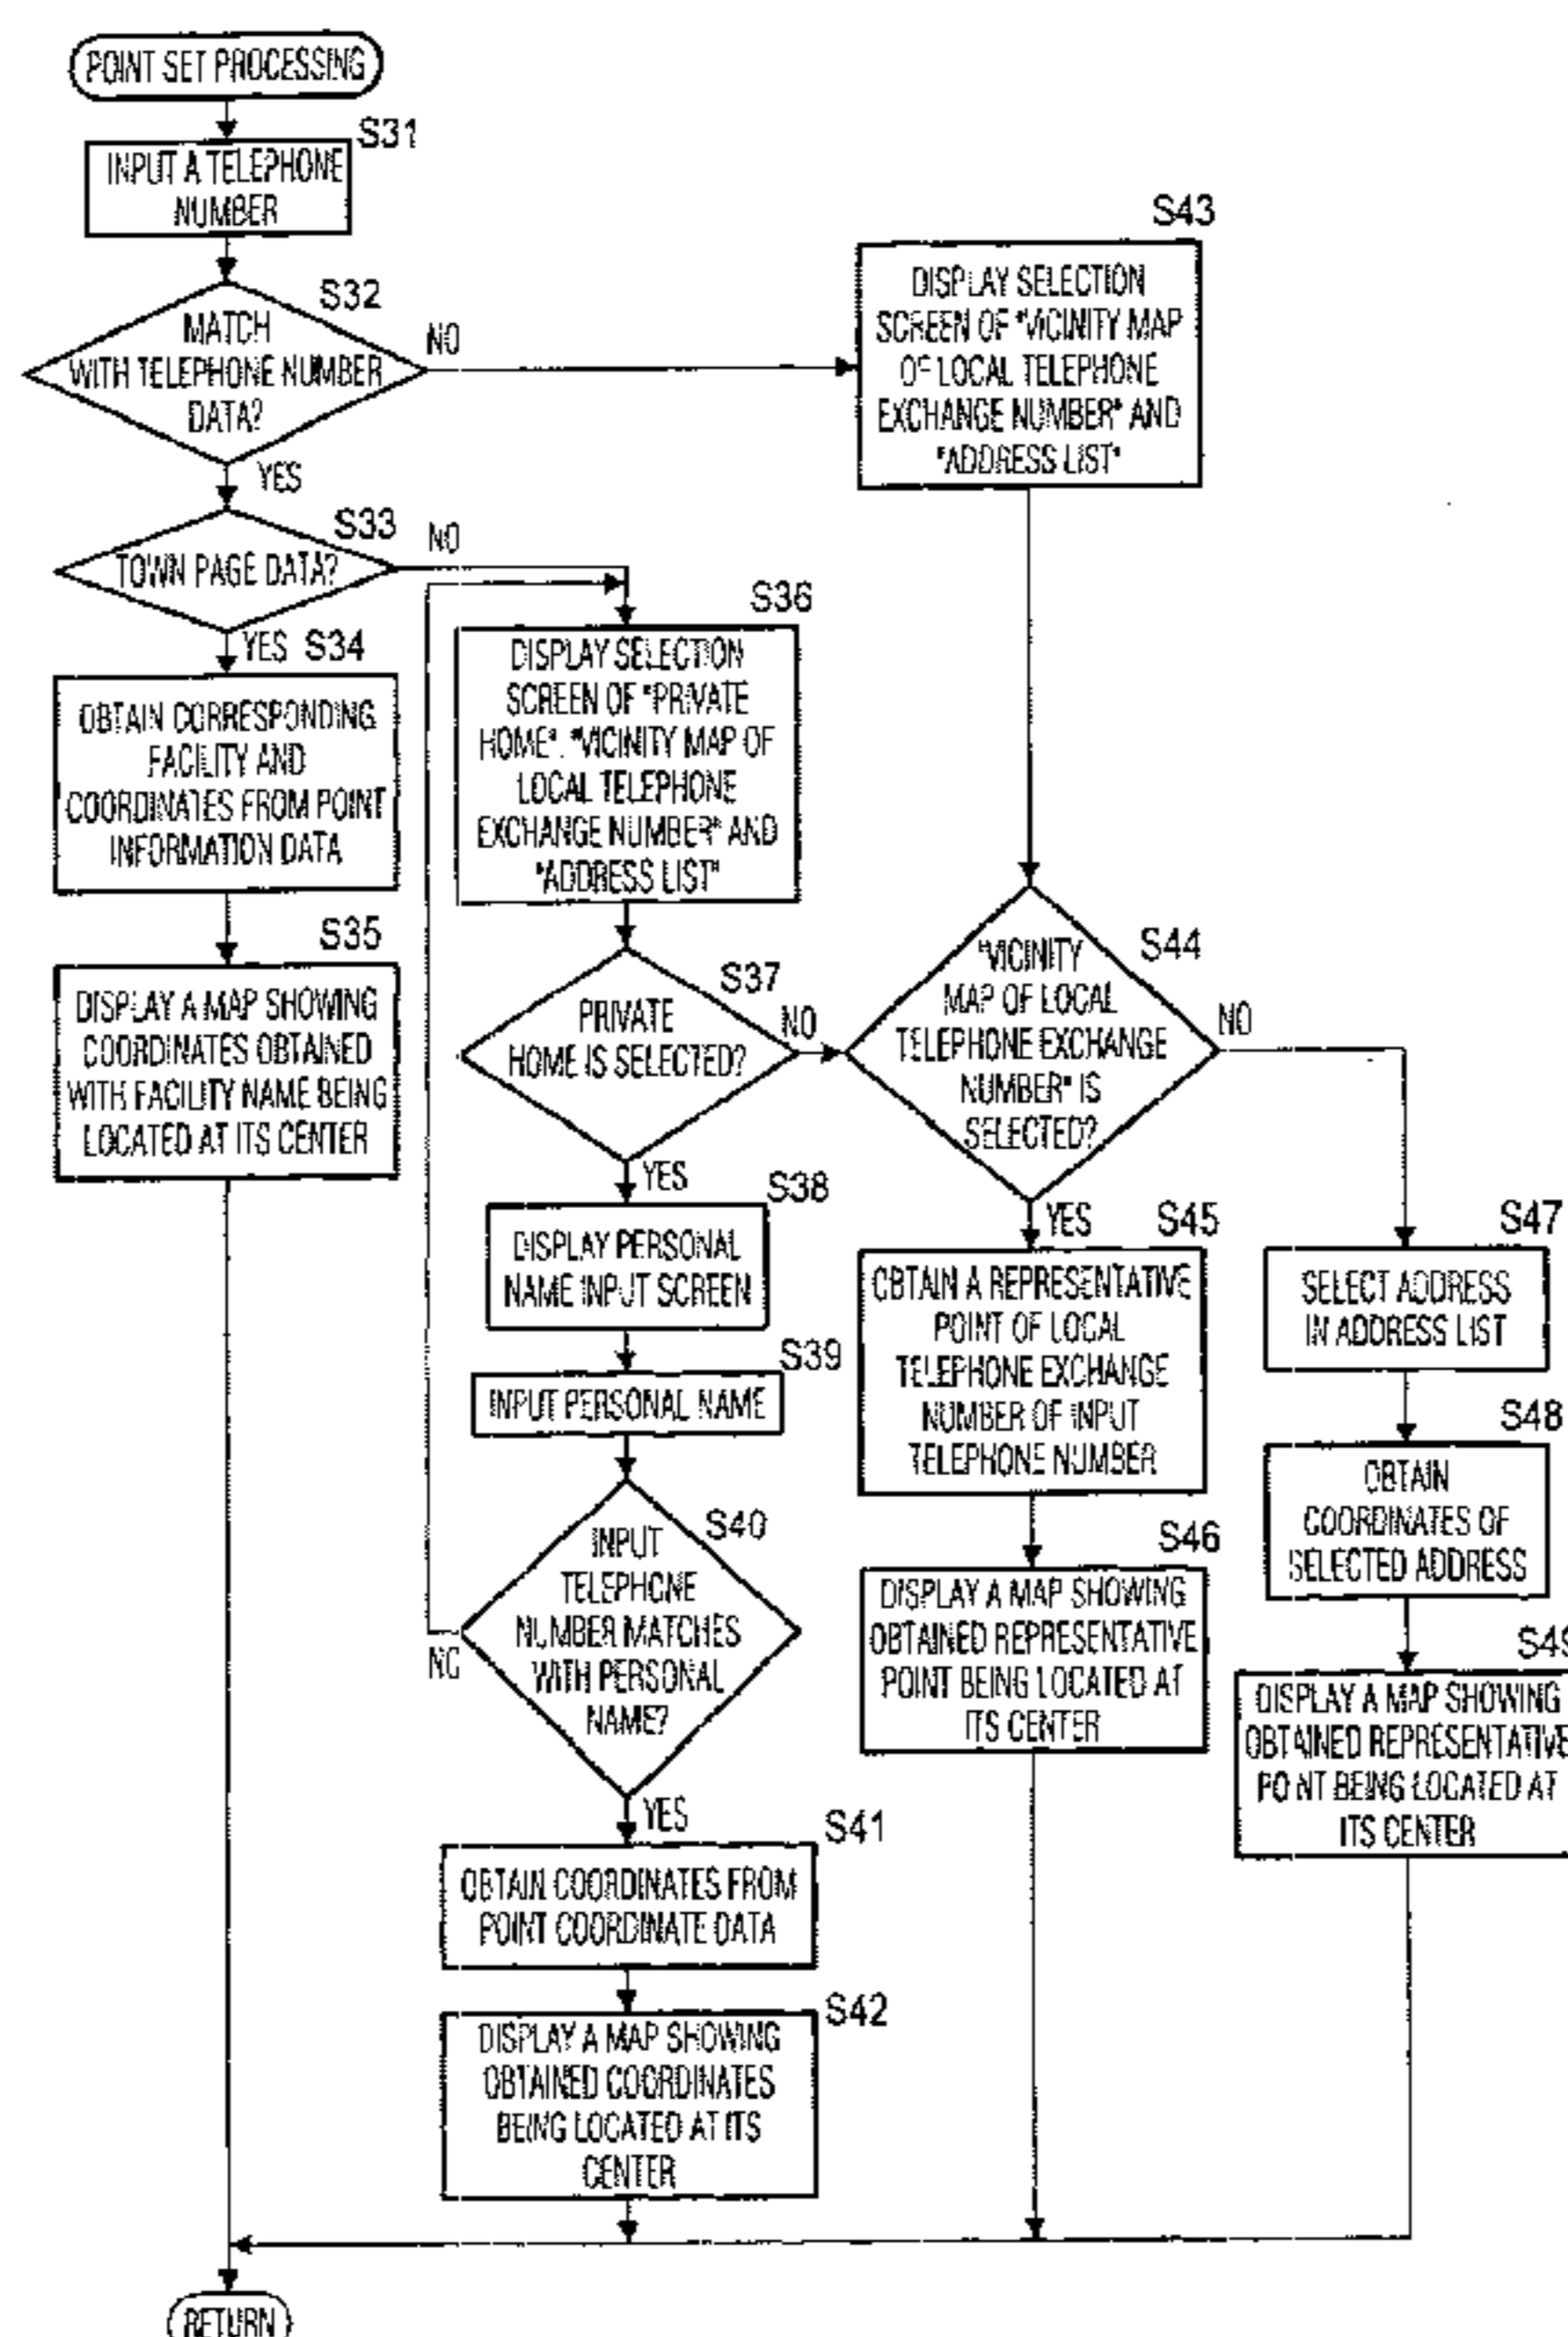 POINT SET PROCESSING
S31
INPUT A TELEPHONE
NUMBER
S32
MATCH
WITH TELEPHONE NUMBER
DATA?
NO
YES
S33
TOWN PAGE DATA?
NO
YES S34
OBTAIN CORRESPONDING
FACILITY AND
COORDINATES FROM POINT
INFORMATION DATA
S35
DISPLAY A MAP SHOWING
COORDINATES OBTAINED
WITH FACILITY NAME BEING
LOCATED AT ITS CENTER
S36
DISPLAY SELECTION
SCREEN OF "PRIVATE
HOME", "VICINITY MAP OF
LOCAL TELEPHONE
EXCHANGE NUMBER" AND
"ADDRESS LIST"
S37
PRIVATE
HOME IS SELECTED?
NO
YES
S38
DISPLAY PERSONAL
NAME INPUT SCREEN
S39
INPUT PERSONAL NAME
S40
INPUT
TELEPHONE
NUMBER MATCHES
WITH PERSONAL
NAME?
NO
YES
S41
OBTAIN COORDINATES FROM
POINT COORDINATE DATA
S42
DISPLAY A MAP SHOWING
OBTAINED COORDINATES
BEING LOCATED AT ITS
CENTER
S43
DISPLAY SELECTION
SCREEN OF "VICINITY MAP
OF LOCAL TELEPHONE
EXCHANGE NUMBER" AND
"ADDRESS LIST"
S44
"VICINITY
MAP OF LOCAL
TELEPHONE EXCHANGE
NUMBER" IS
SELECTED?
NO
YES
S45
OBTAIN A REPRESENTATIVE
POINT OF LOCAL
TELEPHONE EXCHANGE
NUMBER OF INPUT
TELEPHONE NUMBER
S46
DISPLAY A MAP SHOWING
OBTAINED REPRESENTATIVE
POINT BEING LOCATED AT
ITS CENTER
S47
SELECT ADDRESS
IN ADDRESS LIST
S48
OBTAIN
COORDINATES OF
SELECTED ADDRESS
S49
DISPLAY A MAP SHOWING
OBTAINED REPRESENTATIVE
POINT BEING LOCATED AT
ITS CENTER
RETURN